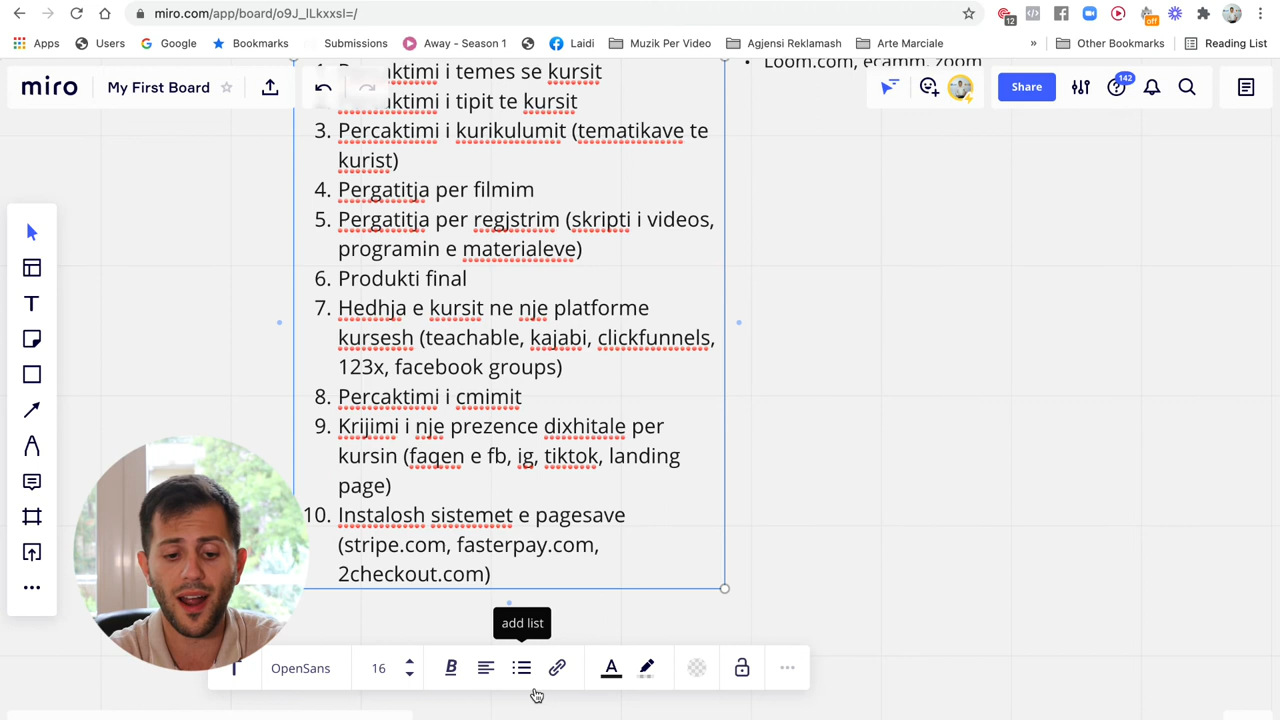 miro.com/app/board/o9J_lLkxxsI=/
12
off
Apps
Users
Google
Bookmarks
Submissions
Away - Season 1
Laidi
Muzik Per Video
Agjensi Reklamash
Arte Marciale
»
Other Bookmarks
Reading List
miro
My First Board
Share
142
Loom.com, ecamm, zoom
i temes se kursit
i tipit te kursit
3. Percaktimi i kurikulumit (tematikave te
kurist)
4. Pergatitja per filmim
5. Pergatitja per regjstrim (skripti i videos,
programin e materialeve)
6. Produkti final
7. Hedhja e kursit ne nje platforme
kursesh (teachable, kajabi, clickfunnels,
123x, facebook groups)
8. Percaktimi i cmimit
9. Krijimi i nje prezence dixhitale per
kursin (faqen e fb, ig, tiktok, landing
page)
10. Instalosh sistemet e pagesave
(stripe.com, fasterpay.com,
2checkout.com)
add list
OpenSans
16
B
A